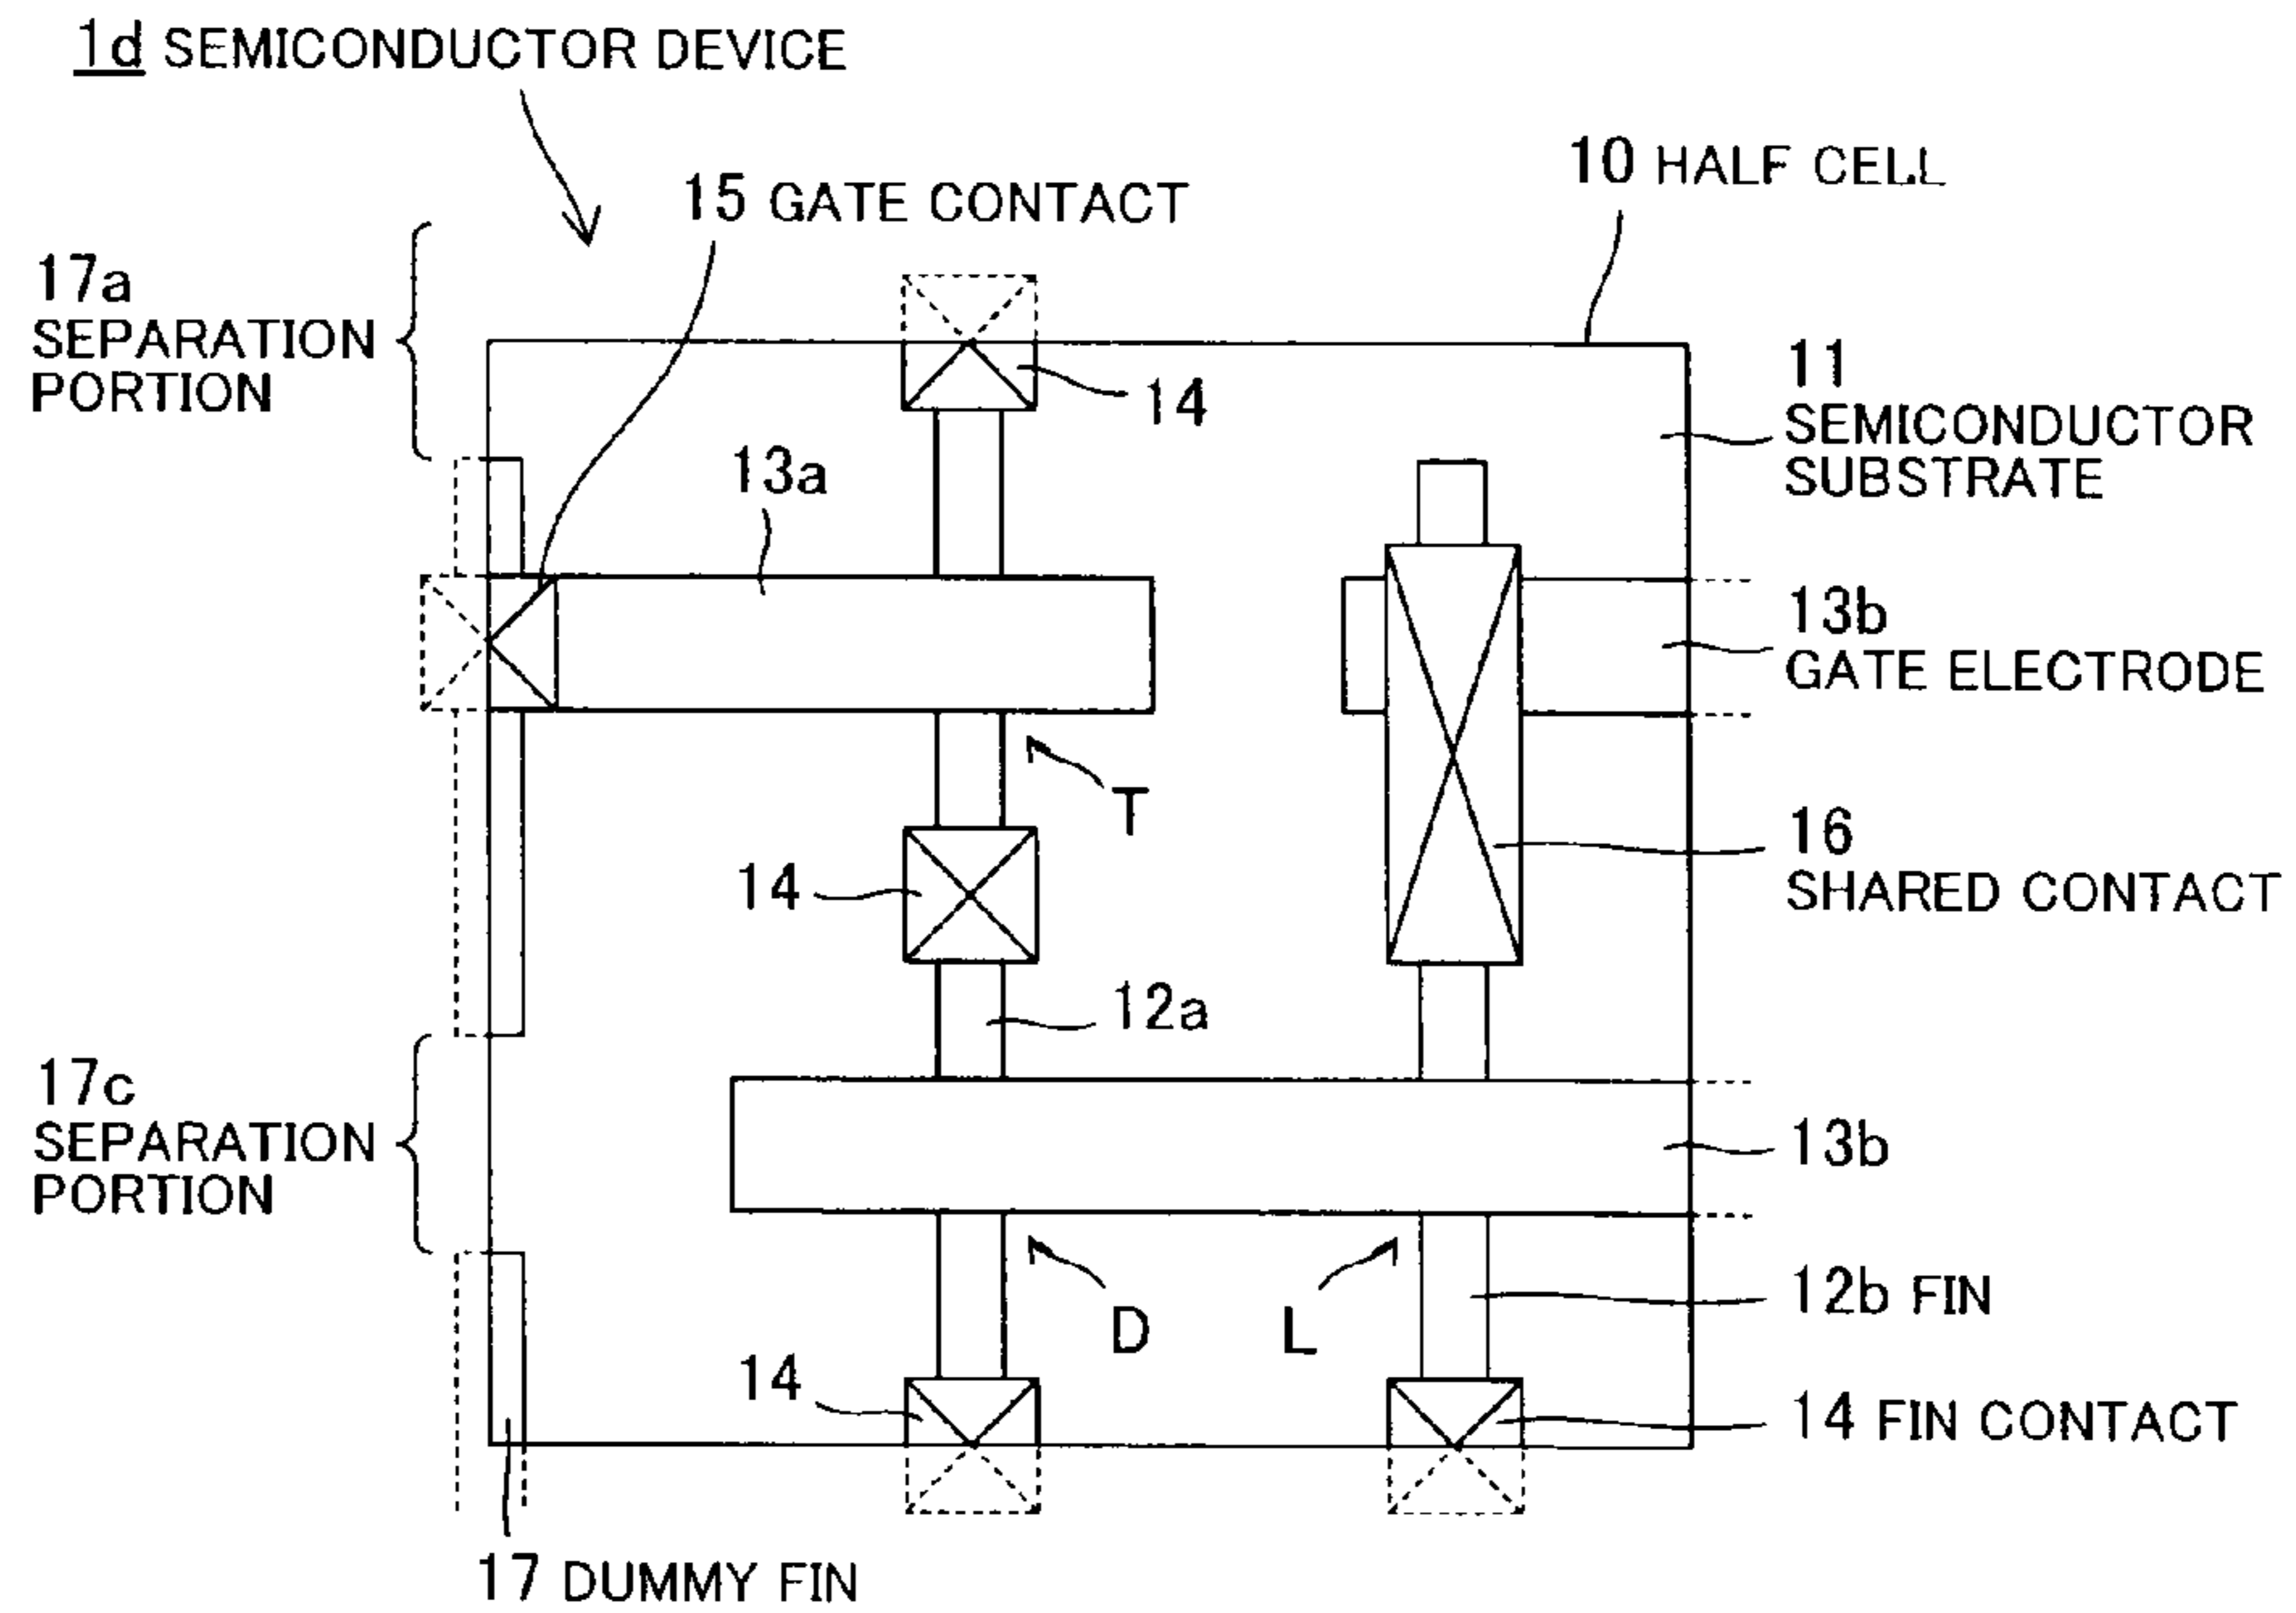 1d SEMICONDUCTOR DEVICE
10 HALF CELL
15 GATE CONTACT
17a
SEPARATION
PORTION
11
SEMICONDUCTOR
SUBSTRATE
14
13a
13b
GATE ELECTRODE
T
16
SHARED CONTACT
14
12a
17c
SEPARATION
PORTION
13b
12b FIN
D
L
14
14 FIN CONTACT
17 DUMMY FIN